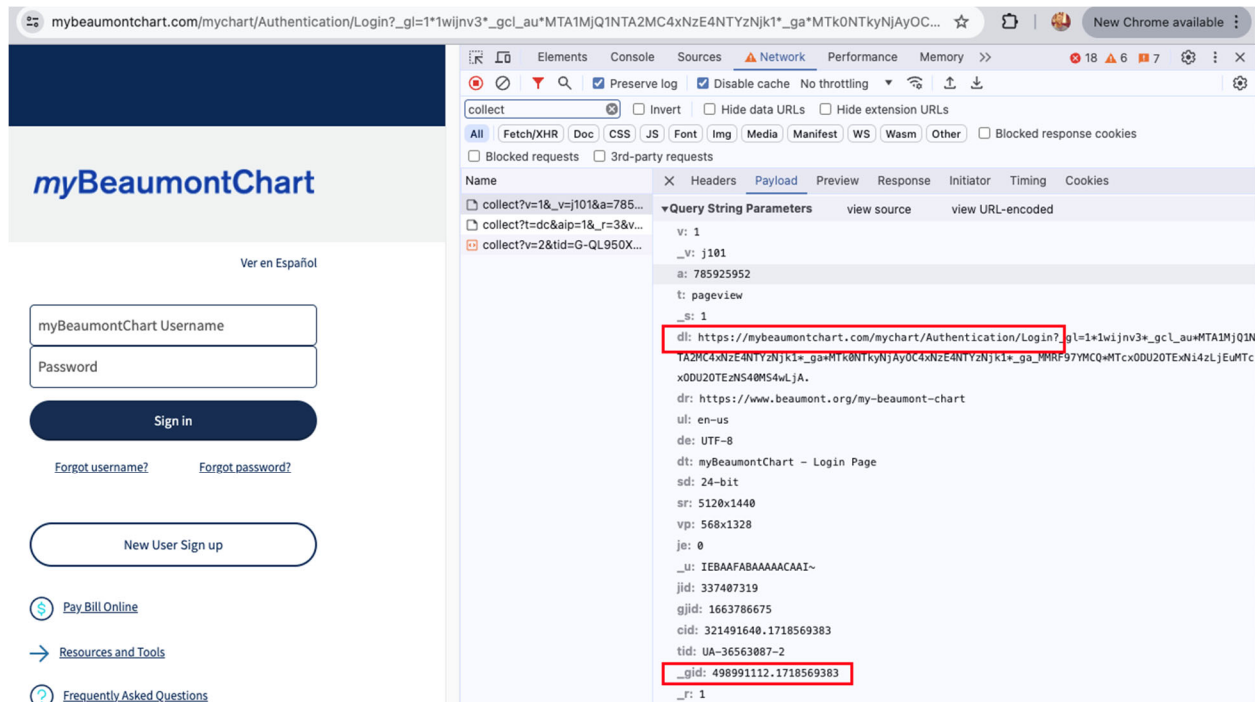 mybeaumontchart.com/mychart/Authentication/Login?_gl=1*1wijnv3*_gcl_au*MTA1MjQ1NTA2MC4xNzE4NTYzNjk1*_ga*MTk0NTkyNjAyOC...
New Chrome available
myBeaumontChart
Ver en Español
myBeaumontChart Username
Password
Sign in
Forgot username? Forgot password?
New User Sign up
Pay Bill Online
Resources and Tools
Frequently Asked Questions
Elements Console Sources Network Performance Memory 18 6 7
Preserve log Disable cache No throttling
collect Invert Hide data URLs Hide extension URLs
All Fetch/XHR Doc CSS JS Font Img Media Manifest WS Wasm Other Blocked response cookies
Blocked requests 3rd-party requests
Name
collect?v=1&_v=j101&a=785...
collect?t=dc&aip=1&_r=3&v...
collect?v=2&tid=G-QL950X...
Headers Payload Preview Response Initiator Timing Cookies
Query String Parameters view source view URL-encoded
v: 1
_v: j101
a: 785925952
t: pageview
_s: 1
dl: https://mybeaumontchart.com/mychart/Authentication/Login?_gl=1*1wijnv3*_gcl_au*MTA1MjQ1N
TA2MC4xNzE4NTYzNjk1*_ga*MTk0NTkyNjAyOC4xNzE4NTYzNjk1*_ga_MMRF97YMCQ*MTcxODU2OTExNi4zLjEuMTc
xODU2OTEzNS40MS4wLjA.
dr: https://www.beaumont.org/my-beaumont-chart
ul: en-us
de: UTF-8
dt: myBeaumontChart – Login Page
sd: 24-bit
sr: 5120x1440
vp: 568x1328
je: 0
_u: IEBAAFABAAAAACAAI~
jid: 337407319
gjid: 1663786675
cid: 321491640.1718569383
tid: UA-36563087-2
_gid: 498991112.1718569383
_r: 1